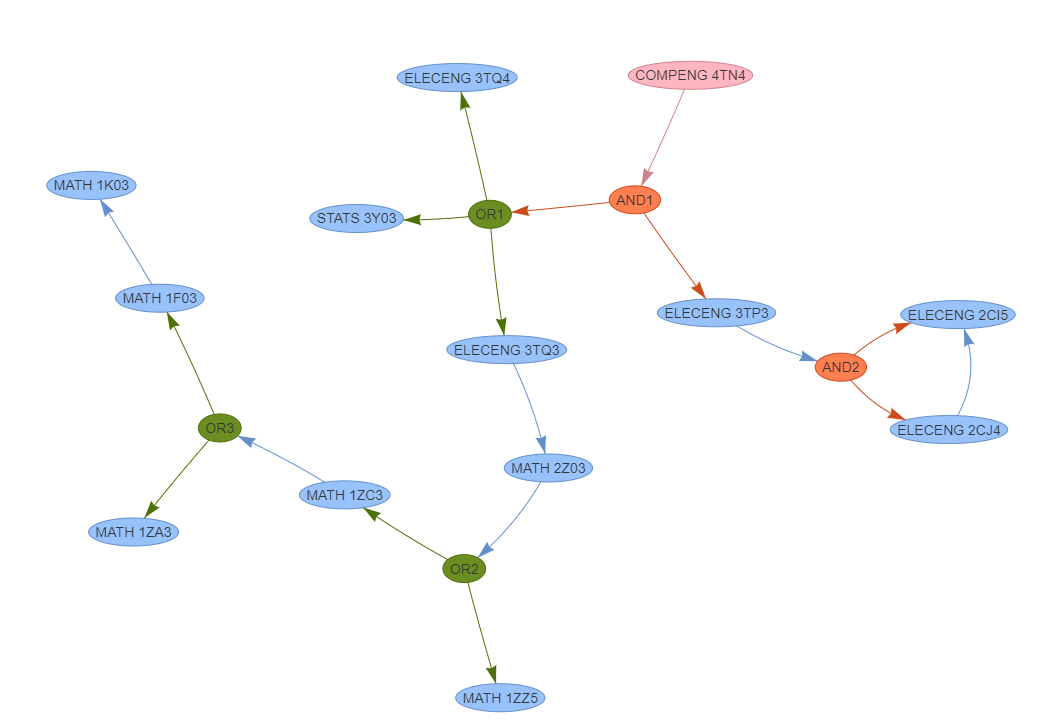 COMPENG 4TN4
ELECENG 3TQ4
MATH 1K03
AND1
OR1
STATS 3Y03
MATH 1F03
ELECENG 3TP3
ELECENG 2CI5
ELECENG 3TQ3
AND2
OR3
ELECENG 2CJ4
MATH 2Z03
MATH 1ZC3
MATH 1ZA3
OR2
MATH 1ZZ5